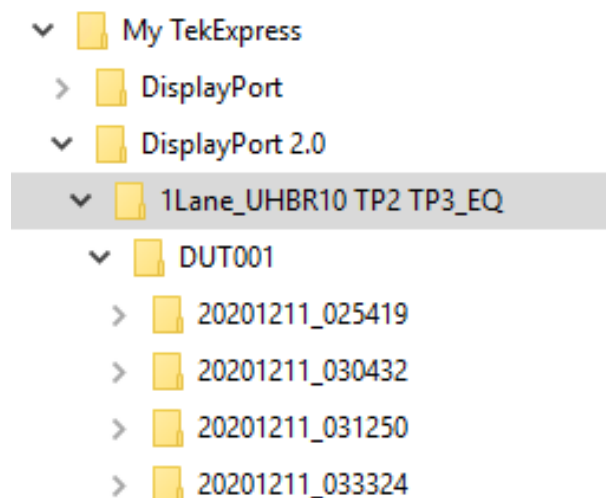 My TekExpress
DisplayPort
DisplayPort 2.0
1Lane_UHBR10 TP2 TP3_EQ
DUT001
20201211_025419
20201211_030432
20201211_031250
20201211_033324